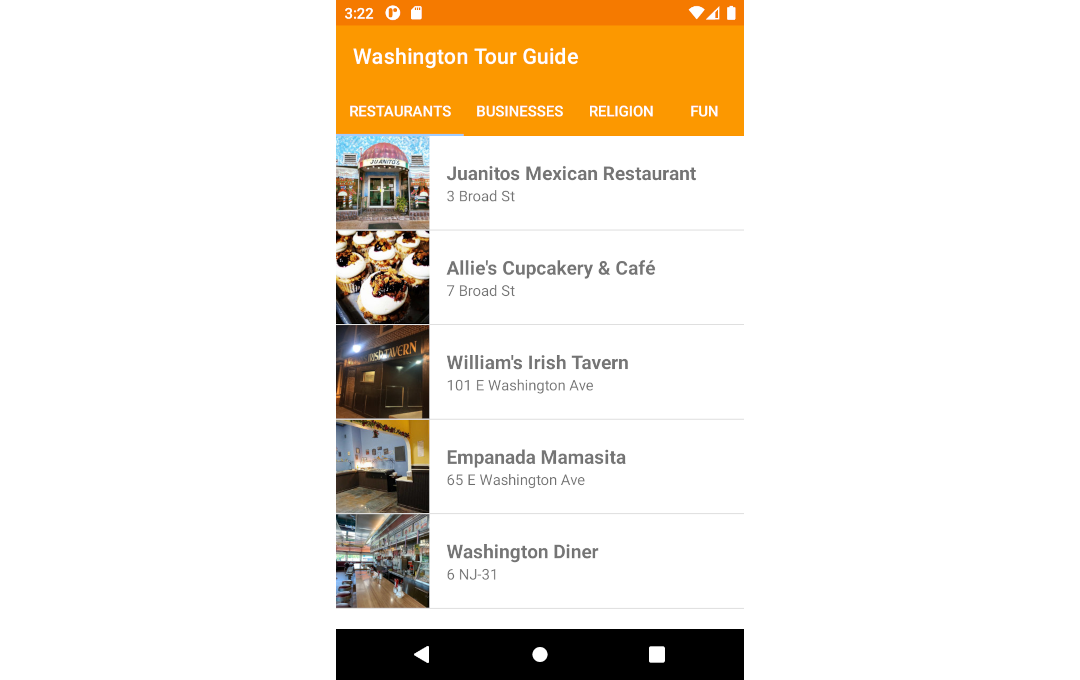 3:22
Washington Tour Guide
RESTAURANTS BUSINESSES RELIGION FUN
JUANITO'S
Juanitos Mexican Restaurant
3 Broad St
Allie's Cupcakery & Café
7 Broad St
IRISH TAVERN
William's Irish Tavern
101 E Washington Ave
Empanada Mamasita
65 E Washington Ave
Washington Diner
6 NJ-31